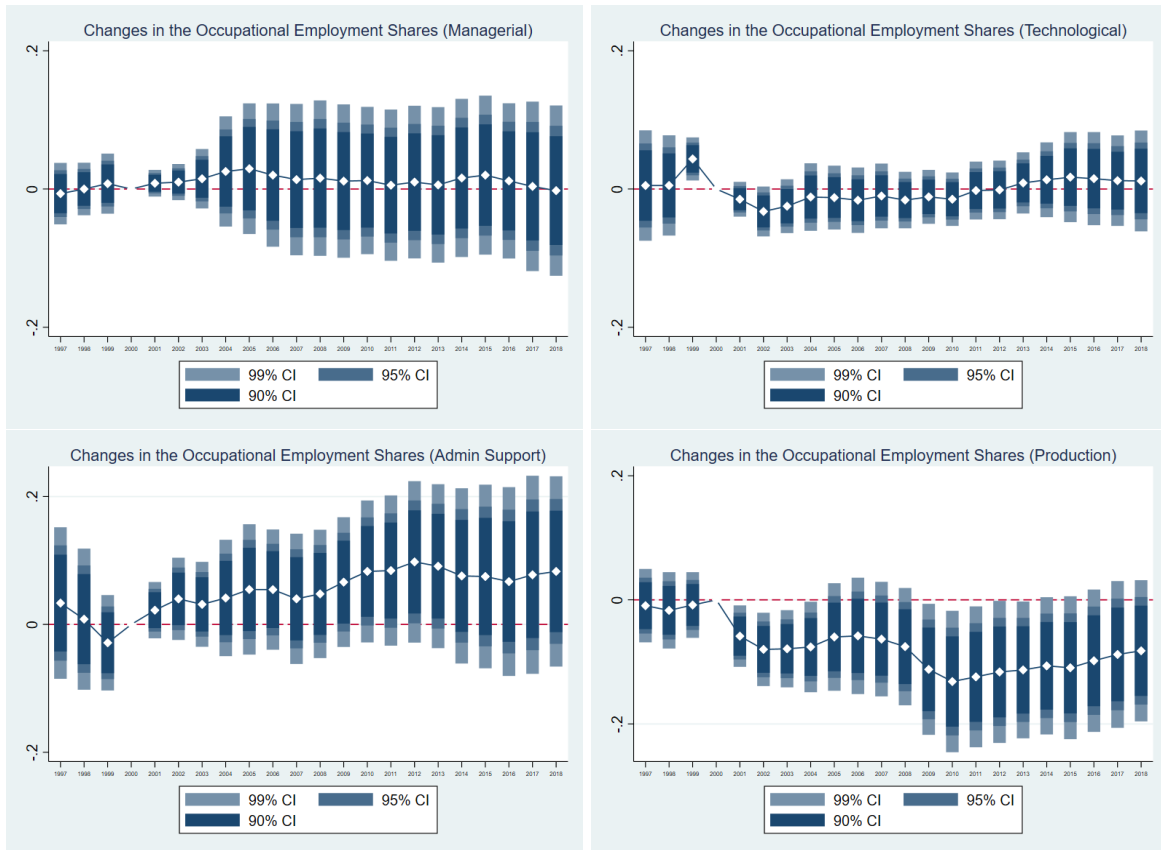 Changes in the Occupational Employment Shares (Managerial)
.2
0
-.2
1997 1998 1999 2000 2001 2002 2003 2004 2005 2006 2007 2008 2009 2010 2011 2012 2013 2014 2015 2016 2017 2018
99% CI 95% CI
90% CI
Changes in the Occupational Employment Shares (Technological)
.2
0
-.2
1997 1998 1999 2000 2001 2002 2003 2004 2005 2006 2007 2008 2009 2010 2011 2012 2013 2014 2015 2016 2017 2018
99% CI 95% CI
90% CI
Changes in the Occupational Employment Shares (Admin Support)
.2
0
-.2
1997 1998 1999 2000 2001 2002 2003 2004 2005 2006 2007 2008 2009 2010 2011 2012 2013 2014 2015 2016 2017 2018
99% CI 95% CI
90% CI
Changes in the Occupational Employment Shares (Production)
.2
0
-.2
1997 1998 1999 2000 2001 2002 2003 2004 2005 2006 2007 2008 2009 2010 2011 2012 2013 2014 2015 2016 2017 2018
99% CI 95% CI
90% CI